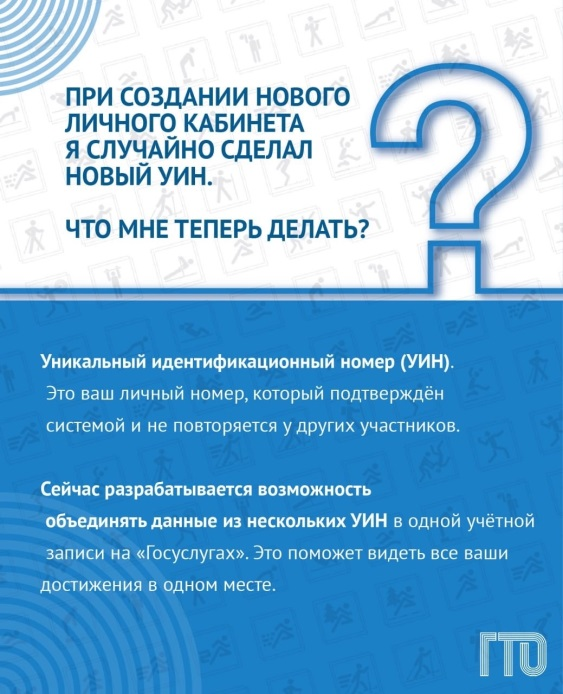 ПРИ СОЗДАНИИ НОВОГО
ЛИЧНОГО КАБИНЕТА
Я СЛУЧАЙНО СДЕЛАЛ
НОВЫЙ УИН.
ЧТО МНЕ ТЕПЕРЬ ДЕЛАТЬ?
?
Уникальный идентификационный номер (УИН).
Это ваш личный номер, который подтверждён
системой и не повторяется у других участников.
Сейчас разрабатывается возможность
объединять данные из нескольких УИН в одной учётной
записи на «Госуслугах». Это поможет видеть все ваши
достижения в одном месте.
ГТО